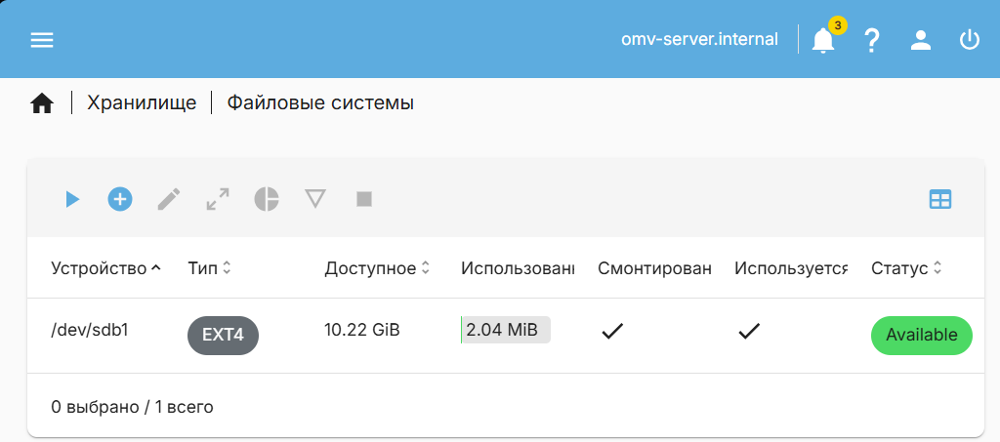 omv-server.internal 3 ?
Хранилище Файловые системы
Устройство Тип Доступное Использовані Смонтирован Используется Статус
/dev/sdb1 EXT4 10.22 GiB 2.04 MiB Available
0 выбрано / 1 всего